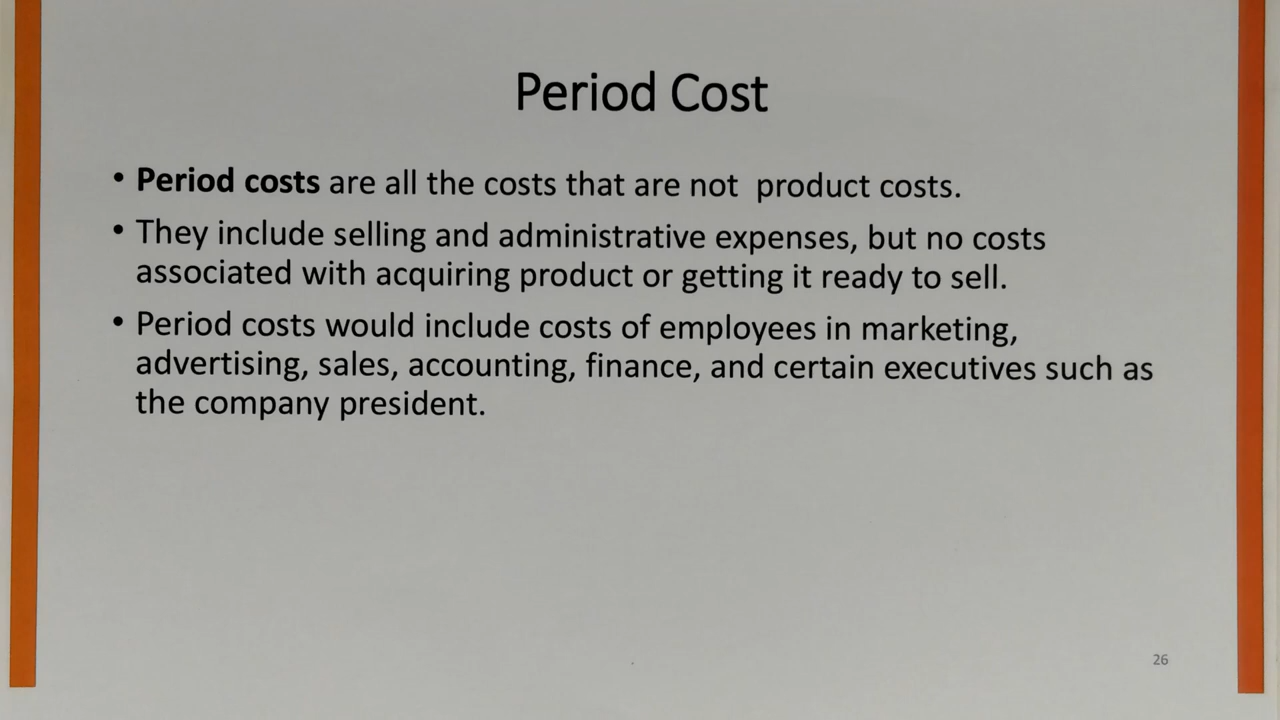 Period Cost
• Period costs are all the costs that are not  product costs.
• They include selling and administrative expenses, but no costs
associated with acquiring product or getting it ready to sell.
• Period costs would include costs of employees in marketing,
advertising, sales, accounting, finance, and certain executives such as
the company president.
26